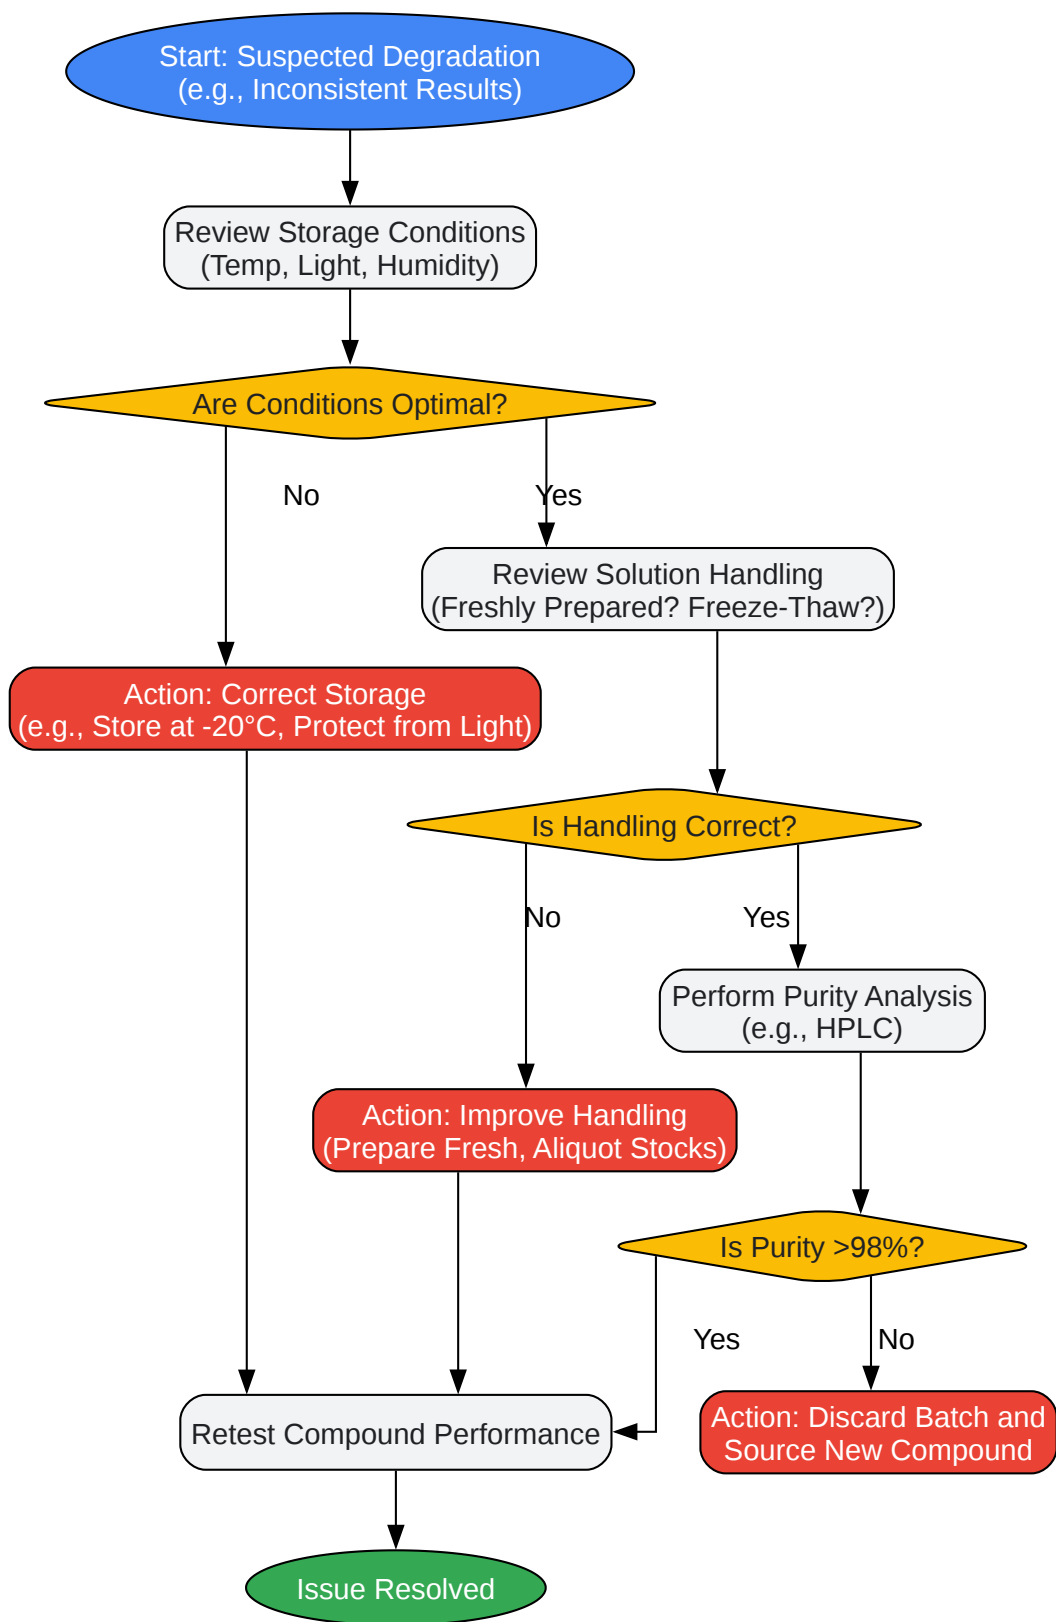 Start: Suspected Degradation
(e.g., Inconsistent Results)
Review Storage Conditions
(Temp, Light, Humidity)
Are Conditions Optimal?
No
Yes
Review Solution Handling
(Freshly Prepared? Freeze-Thaw?)
Action: Correct Storage
(e.g., Store at -20°C, Protect from Light)
Is Handling Correct?
No
Yes
Perform Purity Analysis
(e.g., HPLC)
Action: Improve Handling
(Prepare Fresh, Aliquot Stocks)
Is Purity >98%?
Yes
No
Retest Compound Performance
Action: Discard Batch and
Source New Compound
Issue Resolved